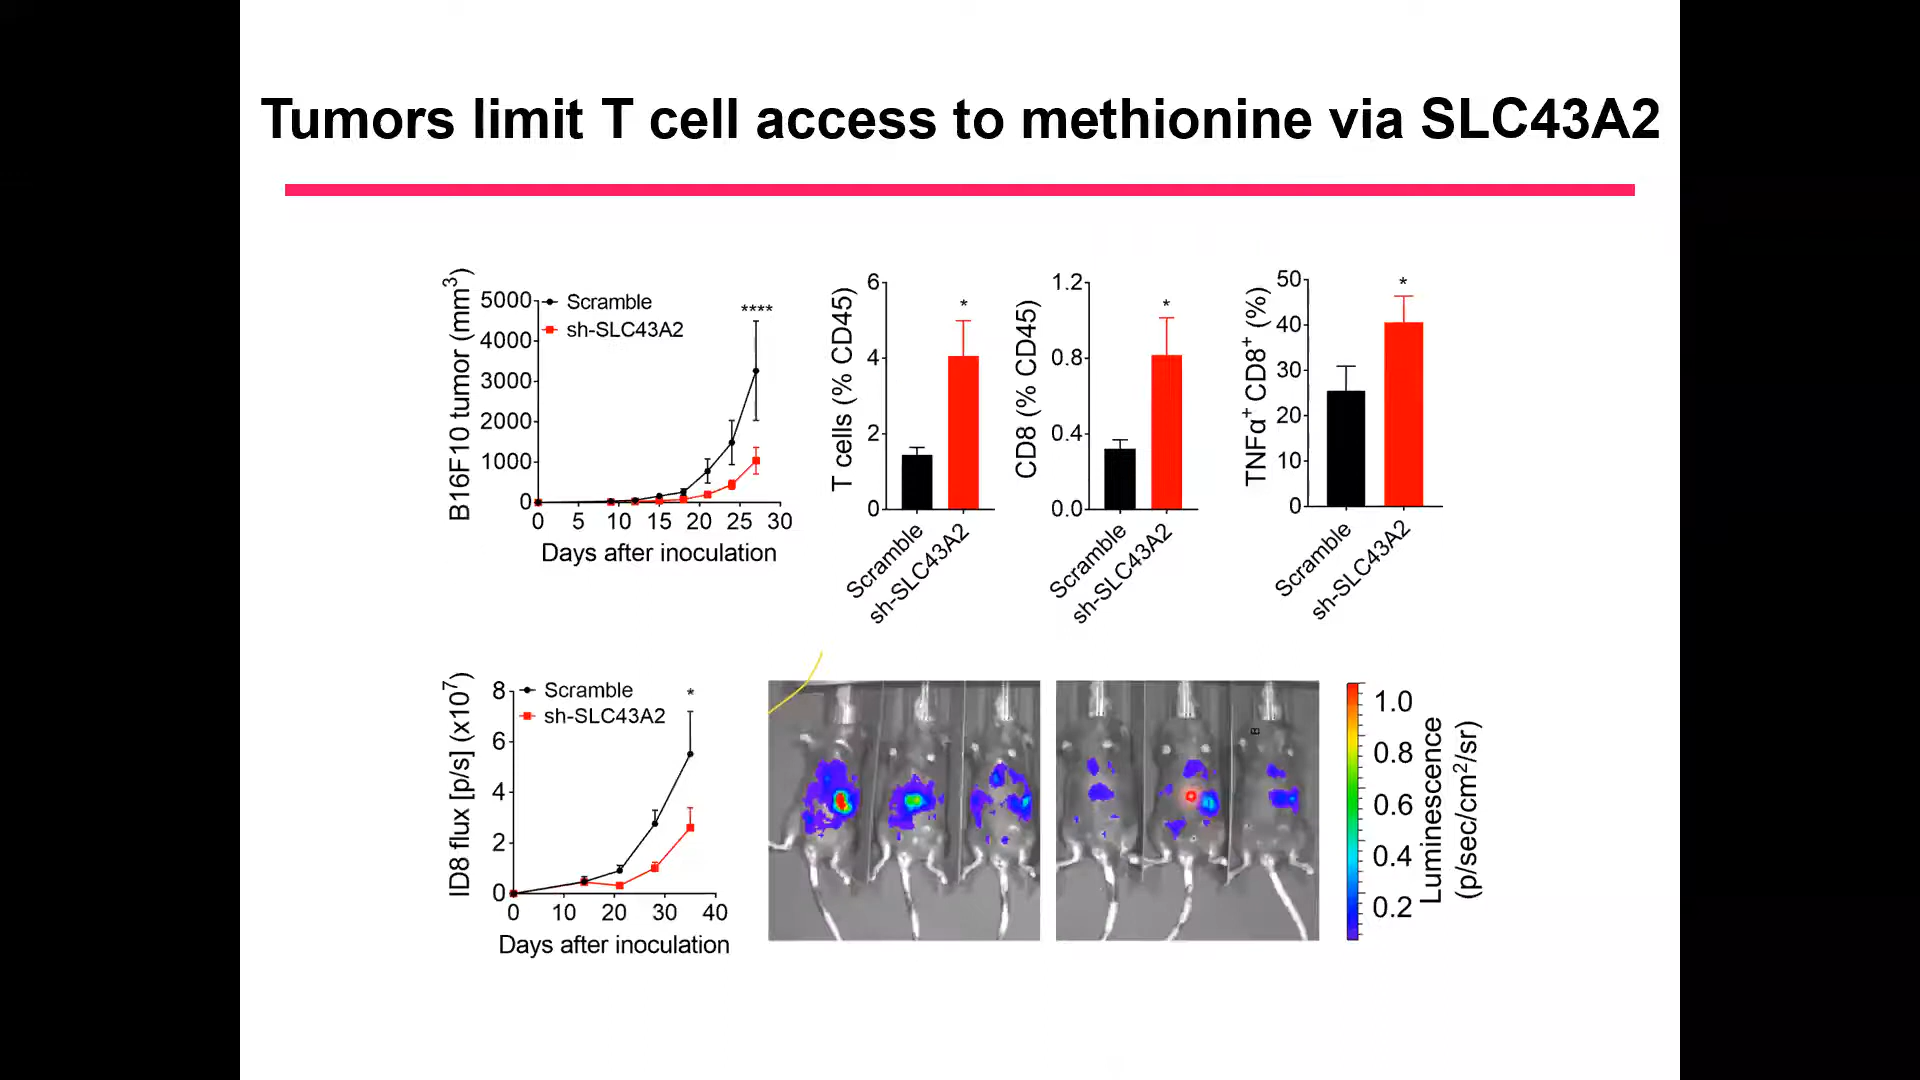 Tumors limit T cell access to methionine via SLC43A2
B16F10 tumor (mm³)
5000
4000
3000
2000
1000
0
Scramble
sh-SLC43A2
****
0 5 10 15 20 25 30
Days after inoculation
T cells (% CD45)
6
4
2
0
*
Scramble
sh-SLC43A2
CD8 (% CD45)
1.2
0.8
0.4
0.0
*
Scramble
sh-SLC43A2
TNFα⁺ CD8⁺ (%)
50
40
30
20
10
0
*
Scramble
sh-SLC43A2
ID8 flux [p/s] (x10⁷)
8
6
4
2
0
Scramble
sh-SLC43A2
*
0 10 20 30 40
Days after inoculation
1.0
0.8
0.6
0.4
0.2
Luminescence
(p/sec/cm²/sr)